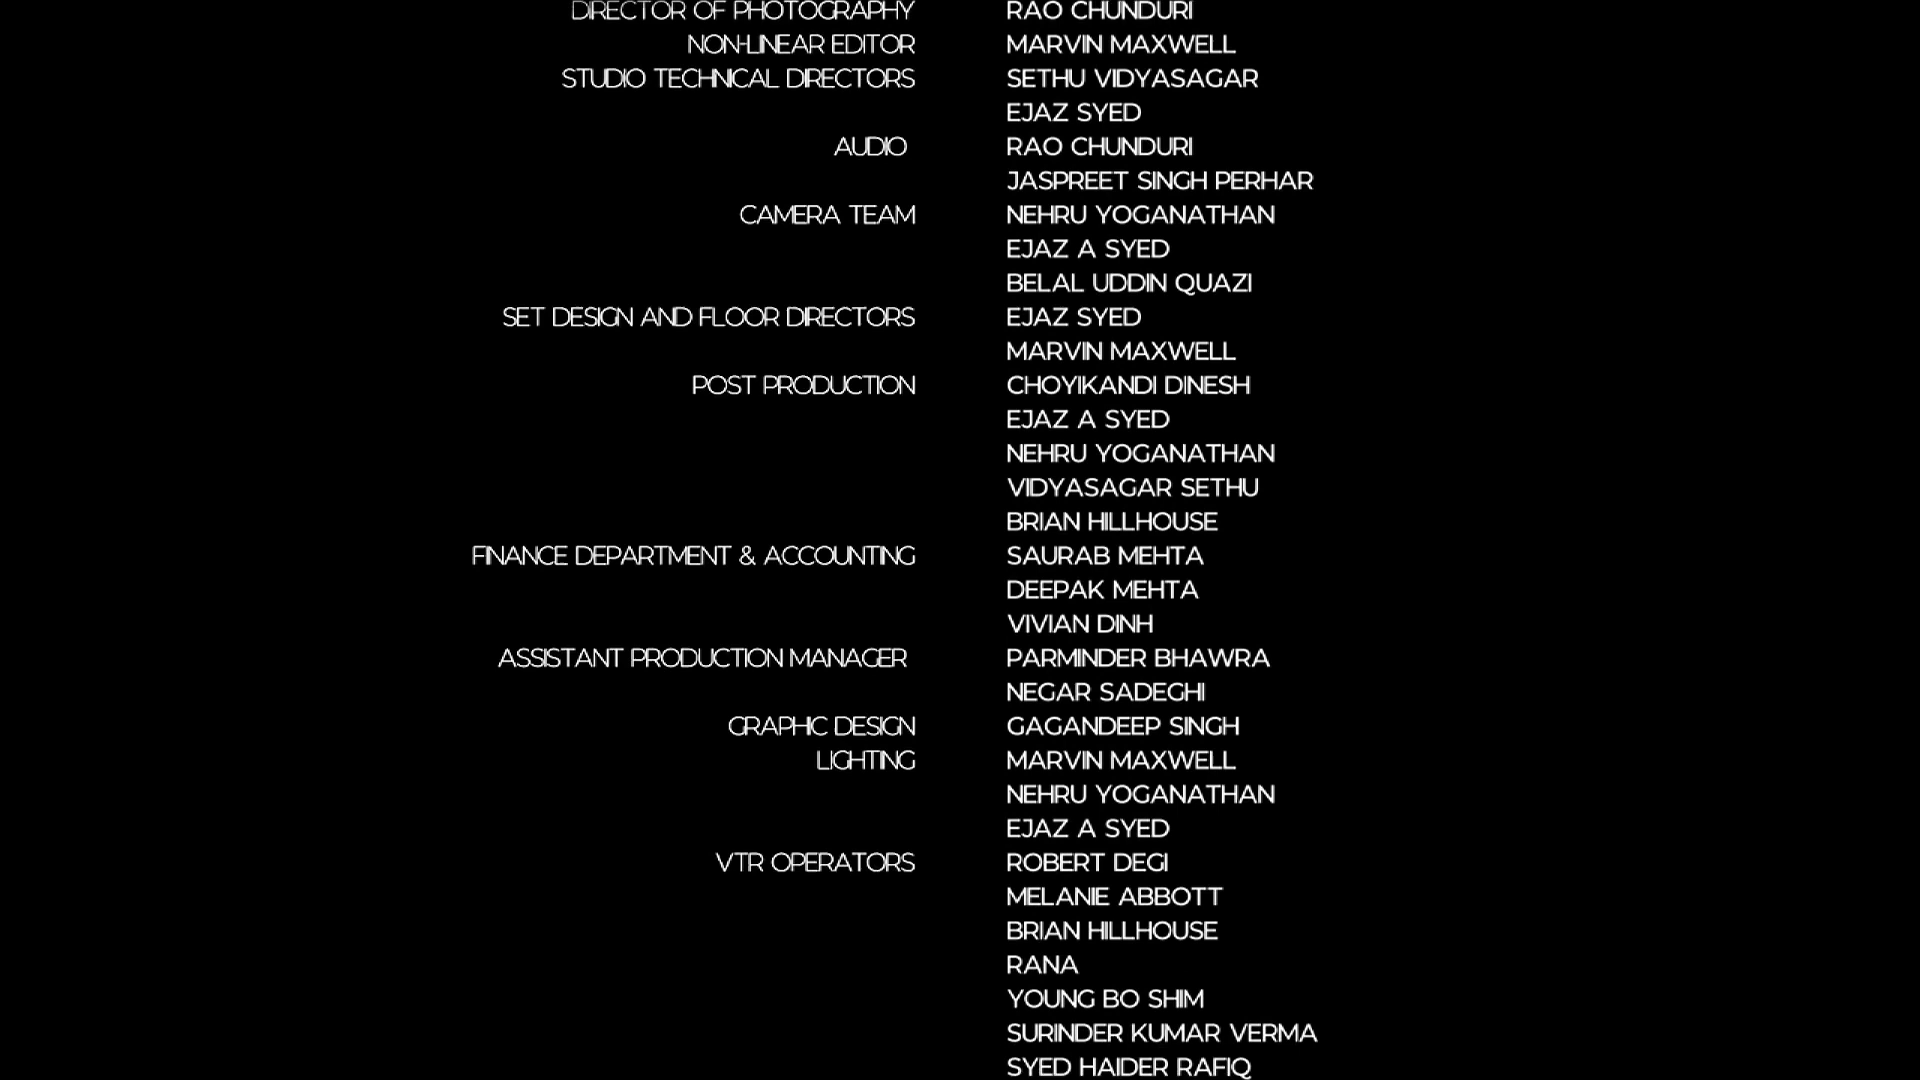 DIRECTOR OF PHOTOGRAPHY RAO CHUNDURI
NON-LINEAR EDITOR MARVIN MAXWELL
STUDIO TECHNICAL DIRECTORS SETHU VIDYASAGAR
EJAZ SYED
AUDIO RAO CHUNDURI
JASPREET SINGH PERHAR
CAMERA TEAM NEHRU YOGANATHAN
EJAZ A SYED
BELAL UDDIN QUAZI
SET DESIGN AND FLOOR DIRECTORS EJAZ SYED
MARVIN MAXWELL
POST PRODUCTION CHOYIKANDI DINESH
EJAZ A SYED
NEHRU YOGANATHAN
VIDYASAGAR SETHU
BRIAN HILLHOUSE
FINANCE DEPARTMENT & ACCOUNTING SAURAB MEHTA
DEEPAK MEHTA
VIVIAN DINH
ASSISTANT PRODUCTION MANAGER PARMINDER BHAWRA
NEGAR SADEGHI
GRAPHIC DESIGN GAGANDEEP SINGH
LIGHTING MARVIN MAXWELL
NEHRU YOGANATHAN
EJAZ A SYED
VTR OPERATORS ROBERT DEGI
MELANIE ABBOTT
BRIAN HILLHOUSE
RANA
YOUNG BO SHIM
SURINDER KUMAR VERMA
SYED HAIDER RAFIQ